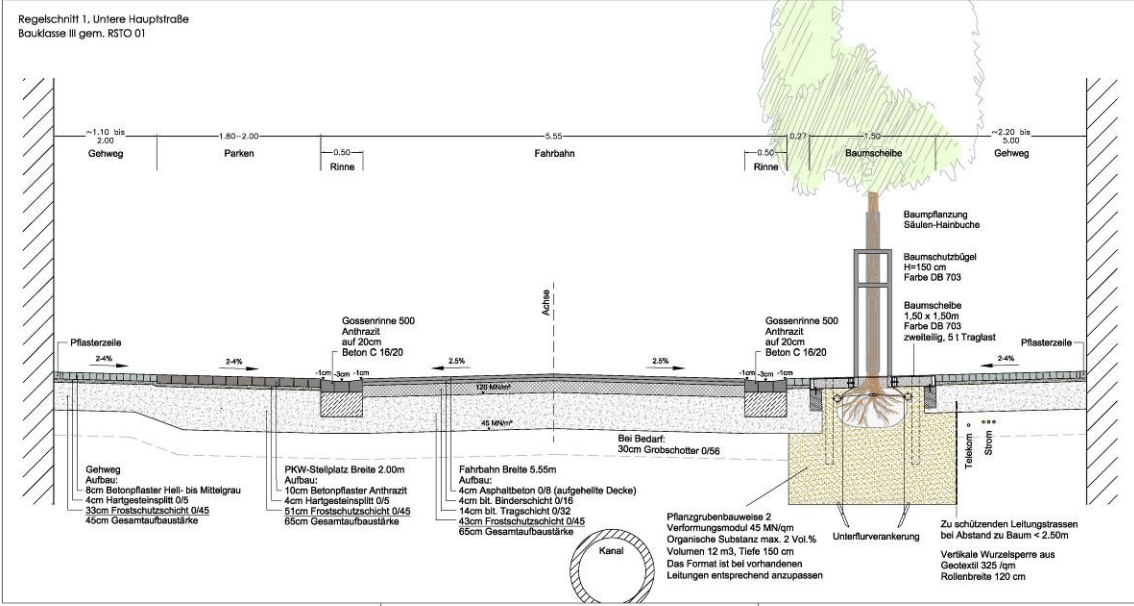 Regelschnitt 1, Untere Hauptstraße
Bauklasse III gem. RSTO 01
~1.10 bis
2.00
Gehweg
1.80-2.00
Parken
0.50
Rinne
5.55
Fahrbahn
0.50
Rinne
0.27
1.50
Baumscheibe
~2.20 bis
5.00
Gehweg
Baumpflanzung
Säulen-Hainbuche
Baumschutzbügel
H=150 cm
Farbe DB 703
Baumscheibe
1,50 x 1,50m
Farbe DB 703
zweiteilig, 5 t Traglast
Achse
Gossenrinne 500
Anthrazit
auf 20cm
Beton C 16/20
Gossenrinne 500
Anthrazit
auf 20cm
Beton C 16/20
Pflasterzeile
Pflasterzeile
2-4%
2-4%
-1cm -3cm -1cm
2.5%
2.5%
-1cm -3cm -1cm
2-4%
120 MN/m²
45 MN/m²
Bei Bedarf:
30cm Grobschotter 0/56
Telekom
Strom
Gehweg
Aufbau:
8cm Betonpflaster Hell- bis Mittelgrau
4cm Hartgesteinsplitt 0/5
33cm Frostschutzschicht 0/45
45cm Gesamtaufbaustärke
PKW-Stellplatz Breite 2.00m
Aufbau:
10cm Betonpflaster Anthrazit
4cm Hartgesteinsplitt 0/5
51cm Frostschutzschicht 0/45
65cm Gesamtaufbaustärke
Fahrbahn Breite 5.55m
Aufbau:
4cm Asphaltbeton 0/8 (aufgehellte Decke)
4cm bit. Binderschicht 0/16
14cm bit. Tragschicht 0/32
43cm Frostschutzschicht 0/45
65cm Gesamtaufbaustärke
Kanal
Pflanzgrubenbauweise 2
Verformungsmodul 45 MN/qm
Organische Substanz max. 2 Vol.%
Volumen 12 m3, Tiefe 150 cm
Das Format ist bei vorhandenen
Leitungen entsprechend anzupassen
Unterflurverankerung
Zu schützenden Leitungstrassen
bei Abstand zu Baum < 2.50m
Vertikale Wurzelsperre aus
Geotextil 325 /qm
Rollenbreite 120 cm